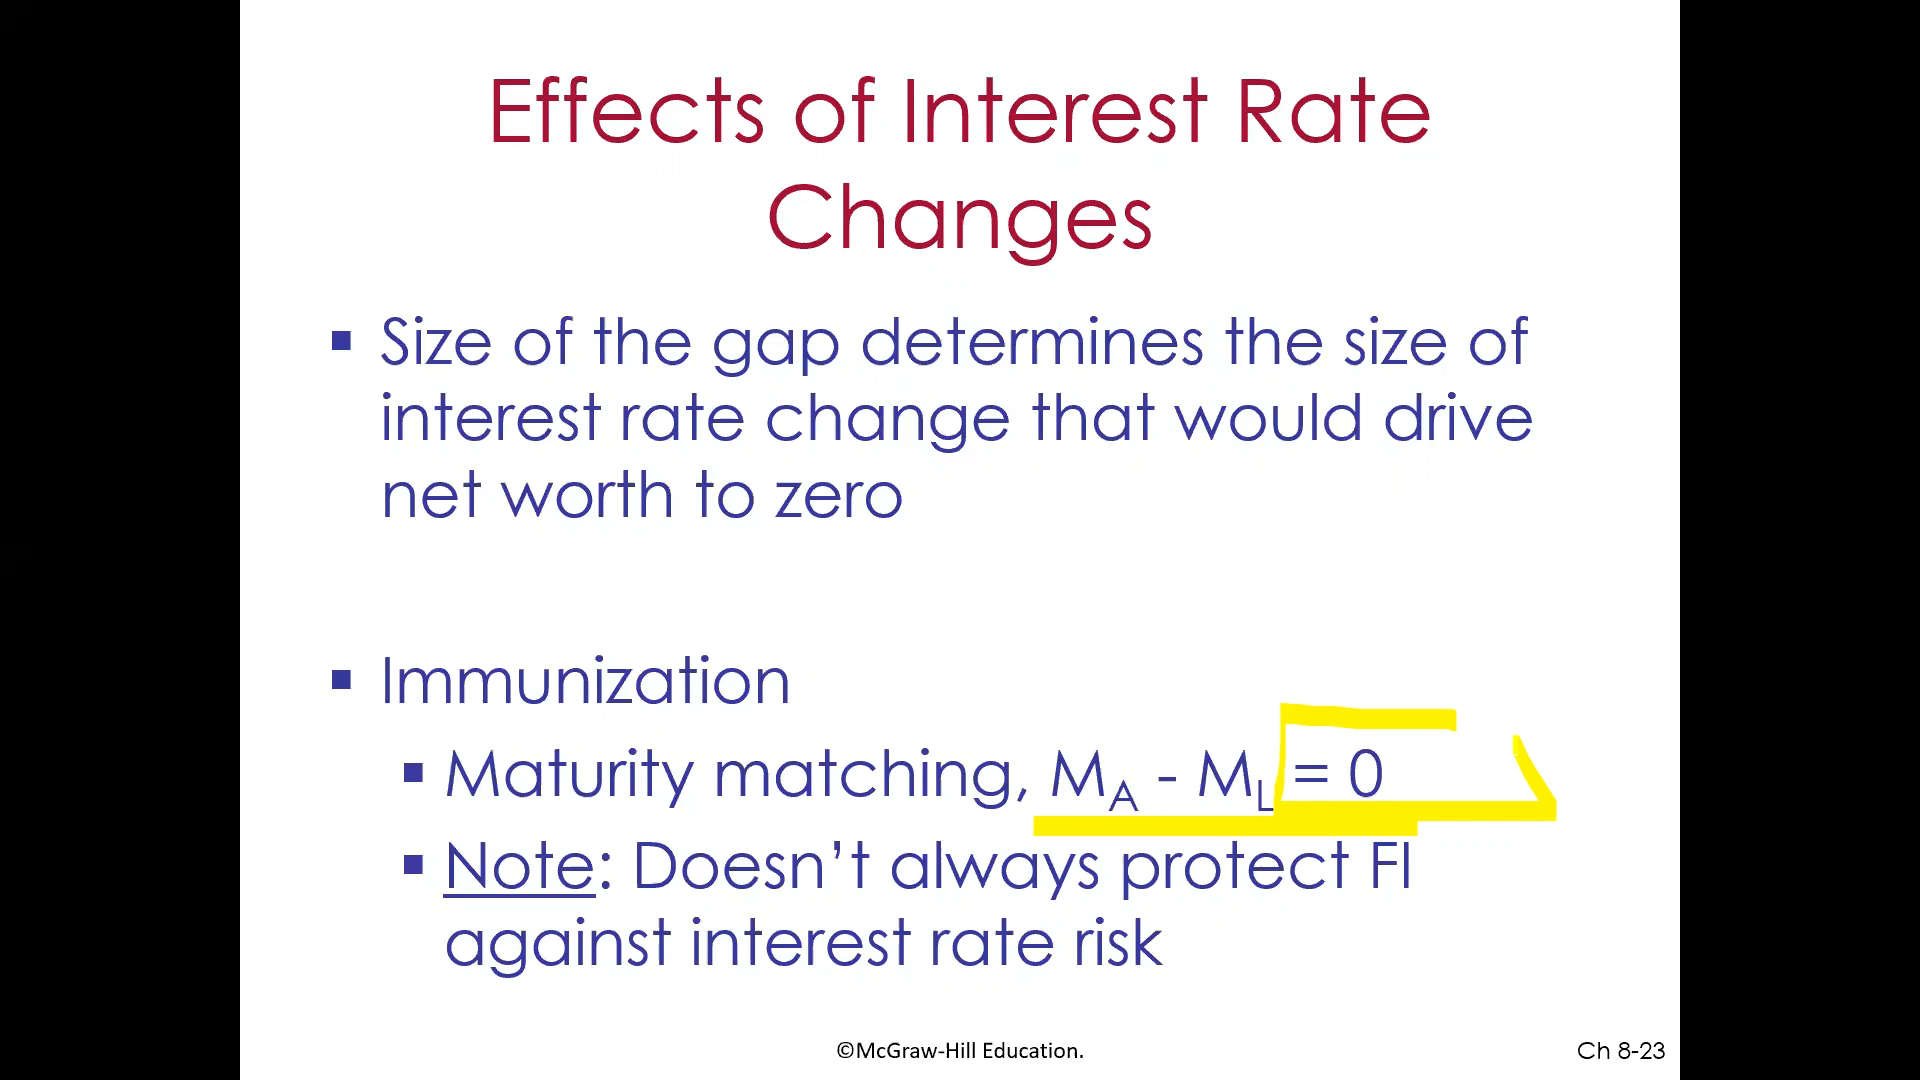 Effects of Interest Rate
Changes
▪ Size of the gap determines the size of
interest rate change that would drive
net worth to zero
▪ Immunization
▪ Maturity matching, M_A - M_L = 0
▪ Note: Doesn’t always protect FI
against interest rate risk
©McGraw-Hill Education.
Ch 8-23